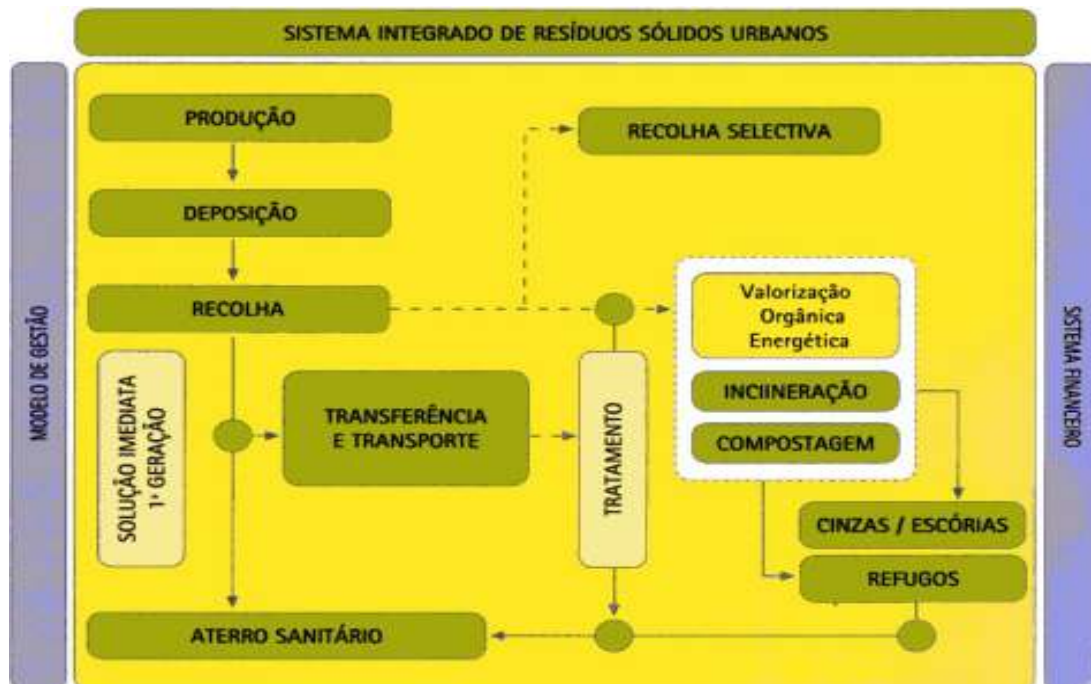 SISTEMA INTEGRADO DE RESÍDUOS SÓLIDOS URBANOS
MODELO DE GESTÃO
PRODUÇÃO
RECOLHA SELECTIVA
DEPOSIÇÃO
RECOLHA
Valorização
Orgânica
Energética
INCIINERAÇÃO
COMPOSTAGEM
SOLUÇÃO IMEDIATA
1ª GERAÇÃO
TRANSFERÊNCIA
E TRANSPORTE
TRATAMENTO
CINZAS / ESCÓRIAS
REFUGOS
ATERRO SANITÁRIO
SISTEMA FINANCEIRO